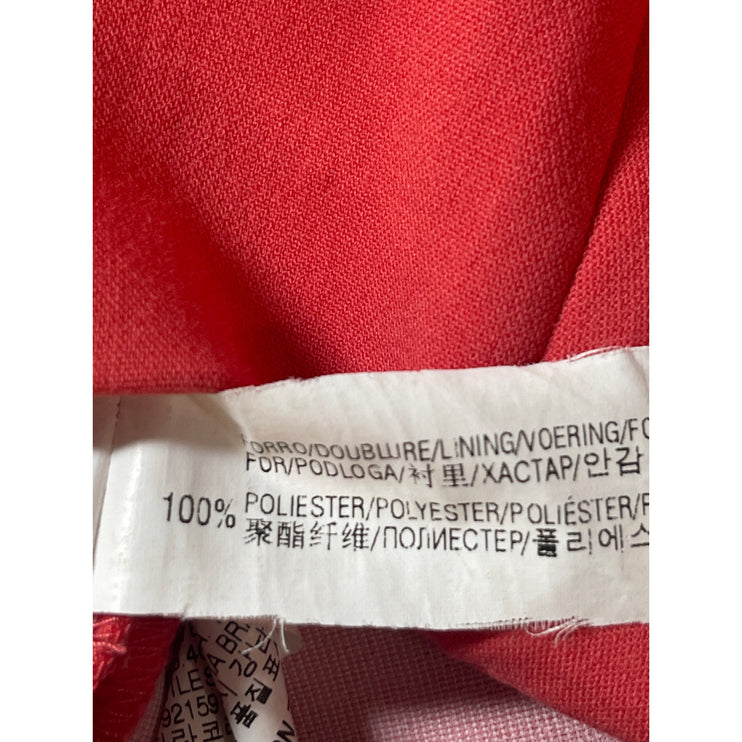 FORRO/DOUBLURE/LINING/VOERING/FO
FOR/PODLOGA/衬里/ХАСТАР/안감
100% POLIESTER/POLYESTER/POLIÉSTER/P
聚酯纤维/ПОЛИЕСТЕР/폴리에스